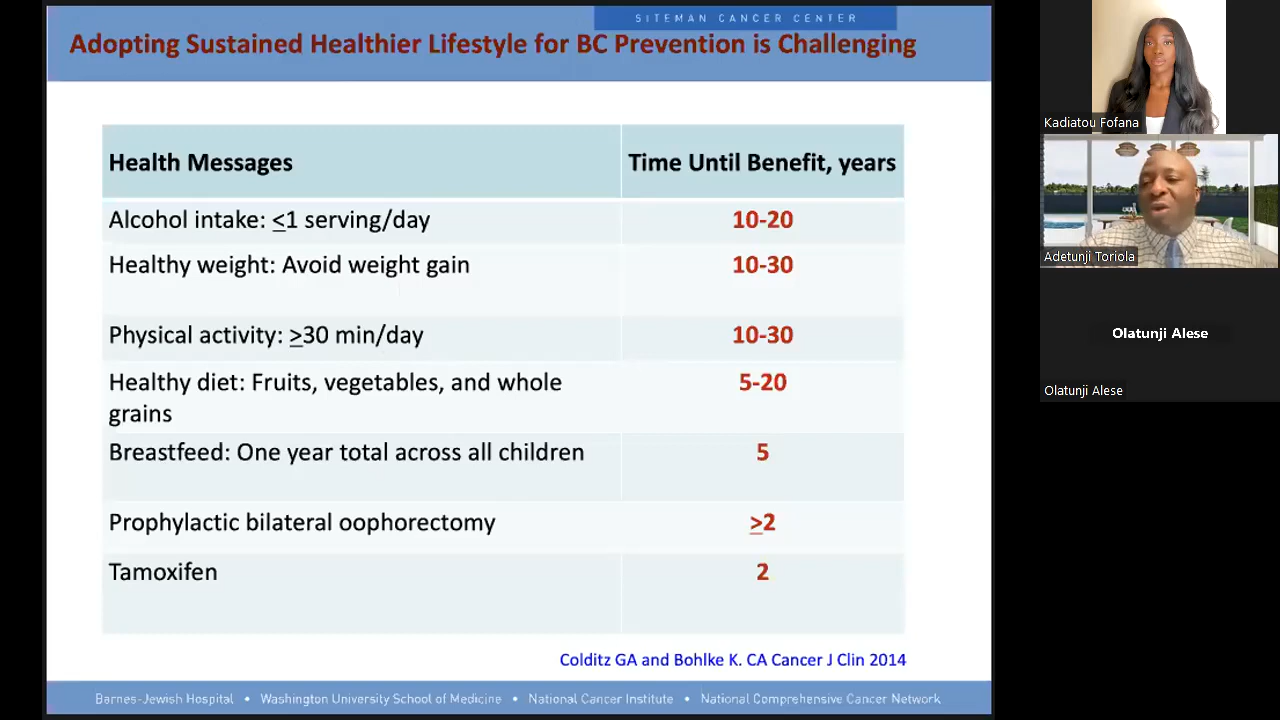 SITEMAN CANCER CENTER
Adopting Sustained Healthier Lifestyle for BC Prevention is Challenging
Health Messages
Time Until Benefit, years
Alcohol intake: ≤1 serving/day
10-20
Healthy weight: Avoid weight gain
10-30
Physical activity: ≥30 min/day
10-30
Healthy diet: Fruits, vegetables, and whole
grains
5-20
Breastfeed: One year total across all children
5
Prophylactic bilateral oophorectomy
≥2
Tamoxifen
2
Colditz GA and Bohlke K. CA Cancer J Clin 2014
Barnes-Jewish Hospital • Washington University School of Medicine • National Cancer Institute • National Comprehensive Cancer Network
Kadiatou Fofana
Adetunji Toriola
Olatunji Alese
Olatunji Alese